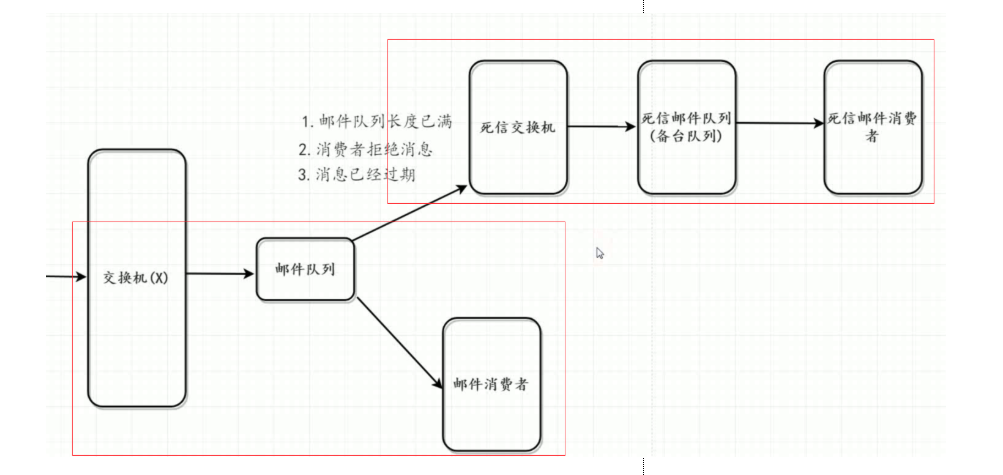 1.邮件队列长度已满
2.消费者拒绝消息
3.消息已经过期
死信交换机
死信邮件队列
(备台队列)
死信邮件消费
者
交换机(X)
邮件队列
邮件消费者